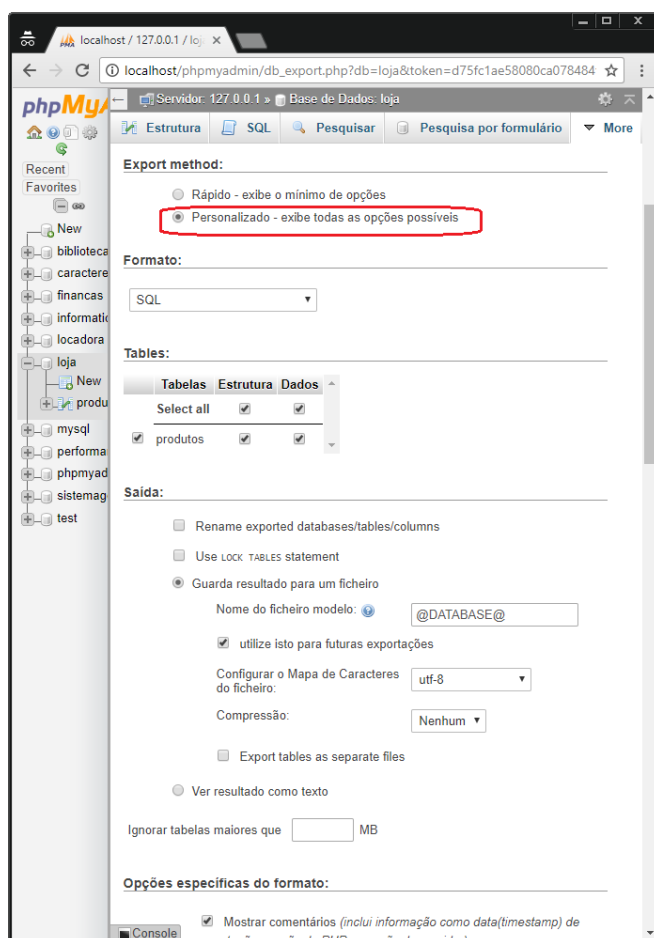 localhost / 127.0.0.1 / loj
localhost/phpmyadmin/db_export.php?db=loja&token=d75fc1ae58080ca078484
phpMyA
Recent
Favorites
New
biblioteca
caractere
financas
informatic
locadora
loja
New
produ
mysql
performa
phpmyad
sistemag
test
Servidor: 127.0.0.1 » Base de Dados: loja
Estrutura SQL Pesquisar Pesquisa por formulário More
Export method:
Rápido - exibe o mínimo de opções
Personalizado - exibe todas as opções possíveis
Formato:
SQL
Tables:
Tabelas Estrutura Dados
Select all
produtos
Saída:
Rename exported databases/tables/columns
Use LOCK TABLES statement
Guarda resultado para um ficheiro
Nome do ficheiro modelo: @DATABASE@
utilize isto para futuras exportações
Configurar o Mapa de Caracteres
do ficheiro: utf-8
Compressão: Nenhum
Export tables as separate files
Ver resultado como texto
Ignorar tabelas maiores que MB
Opções específicas do formato:
Mostrar comentários (inclui informação como data(timestamp) de
Console